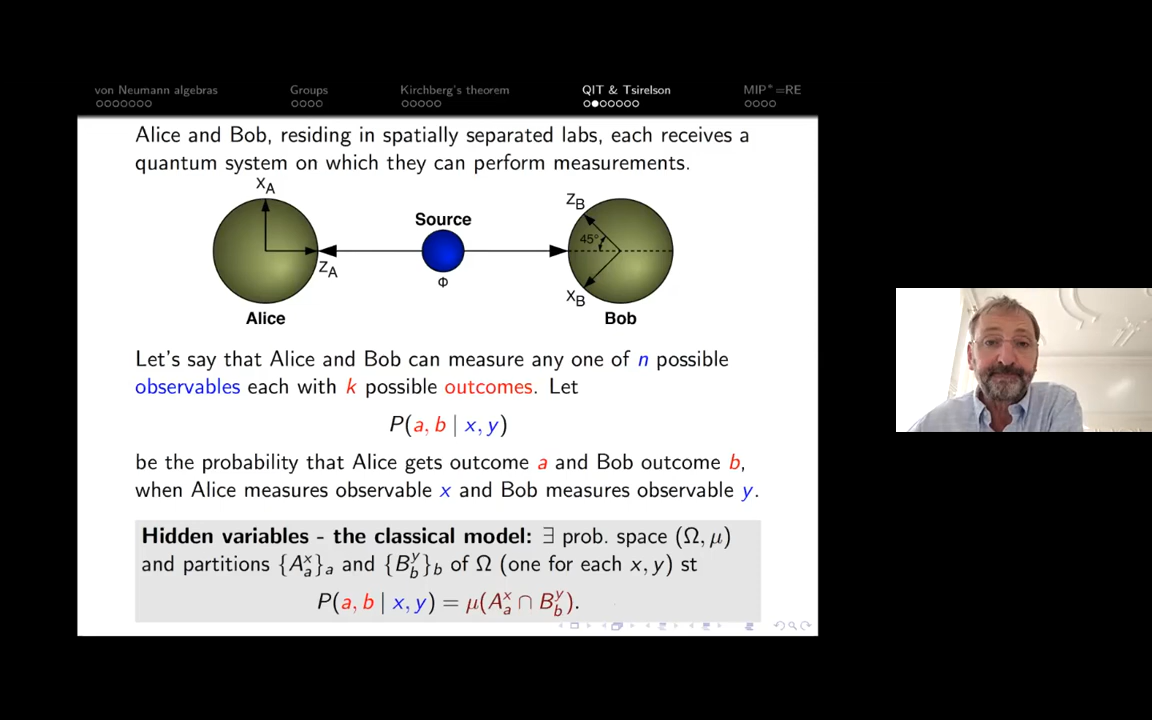 von Neumann algebras Groups Kirchberg's theorem QIT & Tsirelson MIP*=RE
Alice and Bob, residing in spatially separated labs, each receives a
quantum system on which they can perform measurements.
X_A
Z_B
Source
45°
Z_A
Φ
X_B
Alice
Bob
Let's say that Alice and Bob can measure any one of n possible
observables each with k possible outcomes. Let
P(a, b | x, y)
be the probability that Alice gets outcome a and Bob outcome b,
when Alice measures observable x and Bob measures observable y.
Hidden variables - the classical model: ∃ prob. space (Ω, μ)
and partitions {A_a^x}_a and {B_b^y}_b of Ω (one for each x, y) st
P(a, b | x, y) = μ(A_a^x ∩ B_b^y).